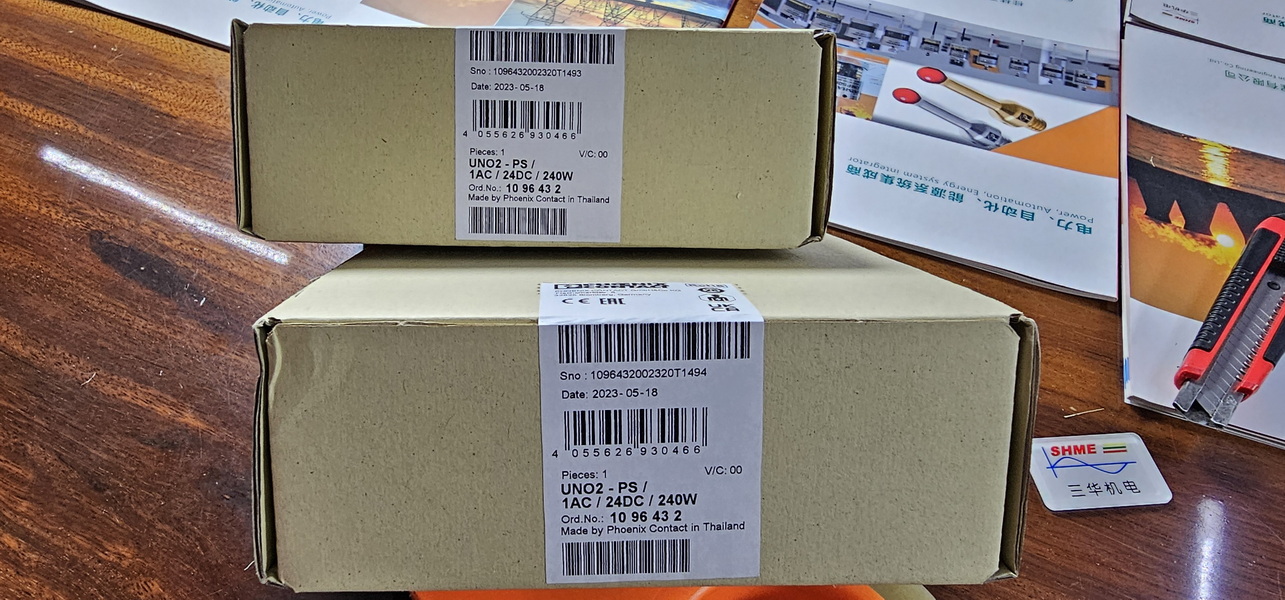 Sno : 1096432002320T1493
Date: 2023-05-18
4 055626 930466
Pieces: 1 V/C: 00
UNO2 - PS /
1AC / 24DC / 240W
Ord.No.: 10 96 43 2
Made by Phoenix Contact in Thailand
CE EAC
UK CA
Sno : 1096432002320T1494
Date: 2023-05-18
4 055626 930466
Pieces: 1 V/C: 00
UNO2 - PS /
1AC / 24DC / 240W
Ord.No.: 10 96 43 2
Made by Phoenix Contact in Thailand
电力、自动化、能源系统集成商
Power, Automation, Energy system integrator
SHME
三华机电